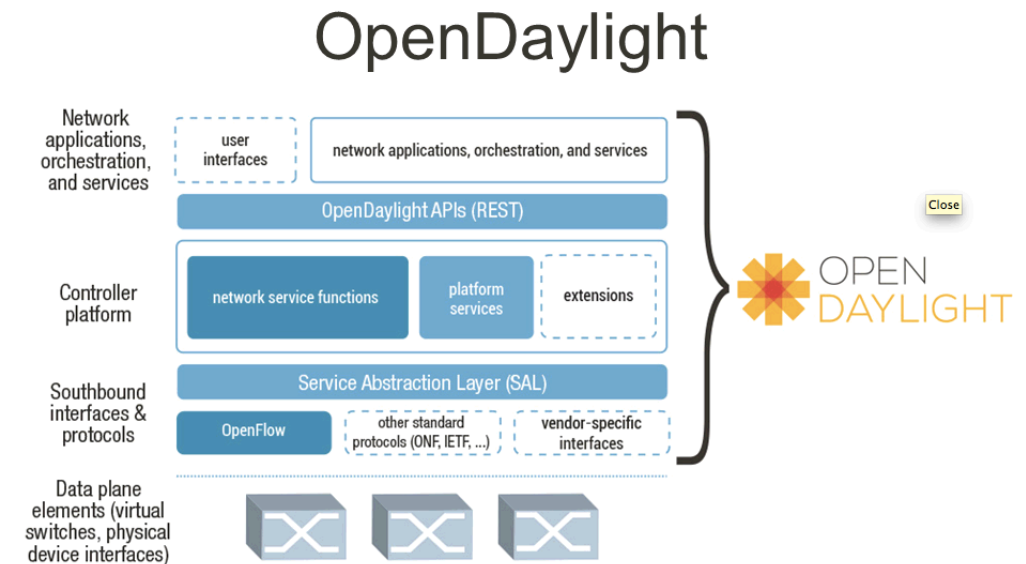 OpenDaylight
Network
applications,
orchestration,
and services
user
interfaces
network applications, orchestration, and services
OpenDaylight APIs (REST)
Close
Controller
platform
network service functions
platform
services
extensions
OPEN
DAYLIGHT
Southbound
interfaces &
protocols
Service Abstraction Layer (SAL)
OpenFlow
other standard
protocols (ONF, IETF, ...)
vendor-specific
interfaces
Data plane
elements (virtual
switches, physical
device interfaces)